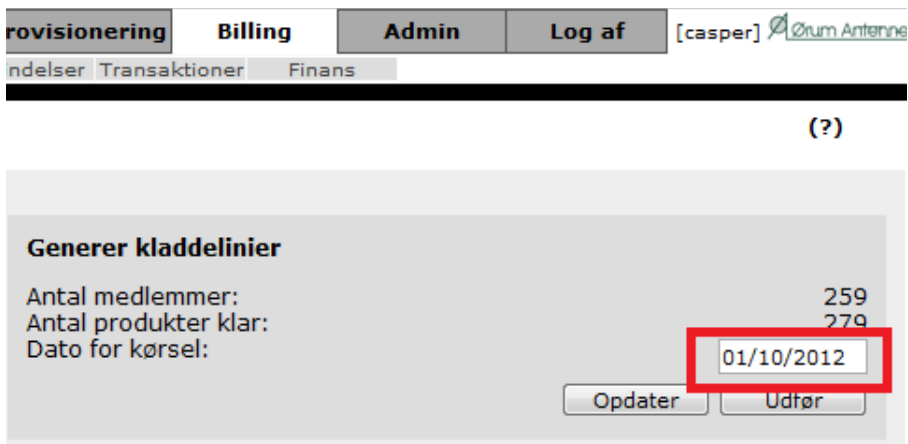 rovisionering Billing Admin Log af [casper] Ørum Antenne
ndelser Transaktioner Finans
(?)
Generer kladdelinier
Antal medlemmer: 259
Antal produkter klar: 279
Dato for kørsel: 01/10/2012
Opdater Udfør